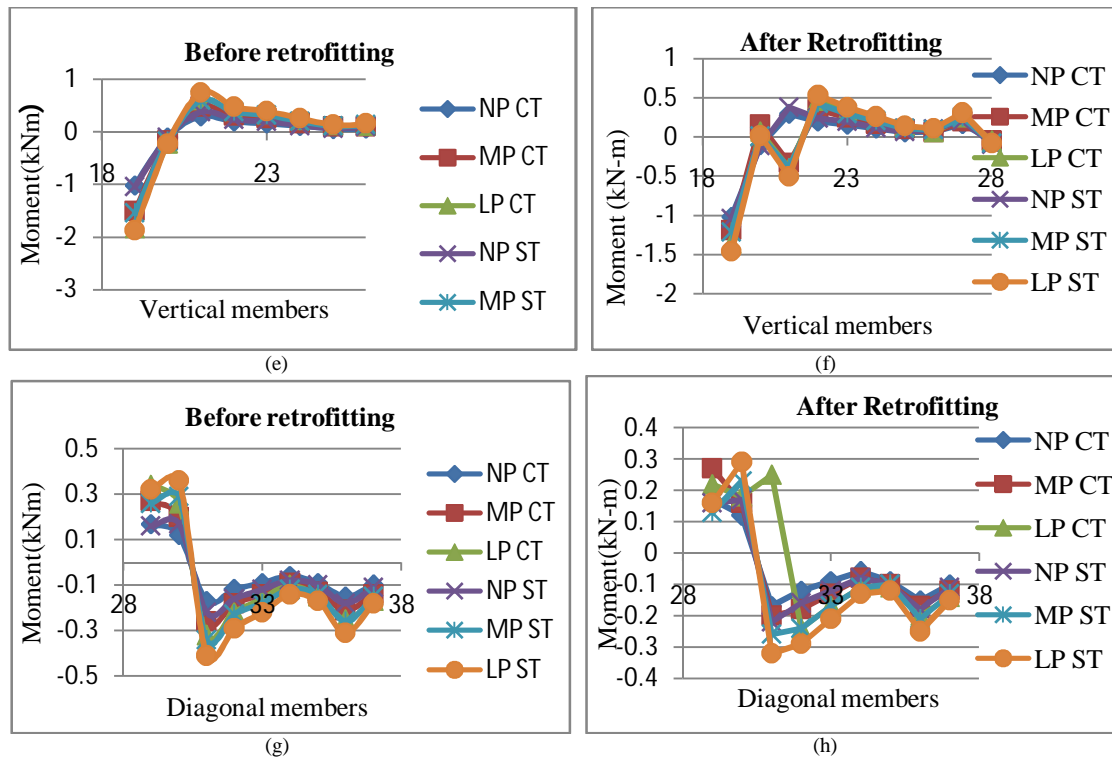 Before retrofitting
Moment(kNm)
1
0
-1
-2
-3
18
23
Vertical members
NP CT
MP CT
LP CT
NP ST
MP ST
(e)
After Retrofitting
Moment (kN-m)
1
0.5
0
-0.5
-1
-1.5
-2
18
23
28
Vertical members
NP CT
MP CT
LP CT
NP ST
MP ST
LP ST
(f)
Before retrofitting
Moment(kNm)
0.5
0.3
0.1
-0.1
-0.3
-0.5
28
33
38
Diagonal members
NP CT
MP CT
LP CT
NP ST
MP ST
LP ST
(g)
After Retrofitting
Moment(kN-m)
0.4
0.3
0.2
0.1
0
-0.1
-0.2
-0.3
-0.4
28
33
38
Diagonal members
NP CT
MP CT
LP CT
NP ST
MP ST
LP ST
(h)